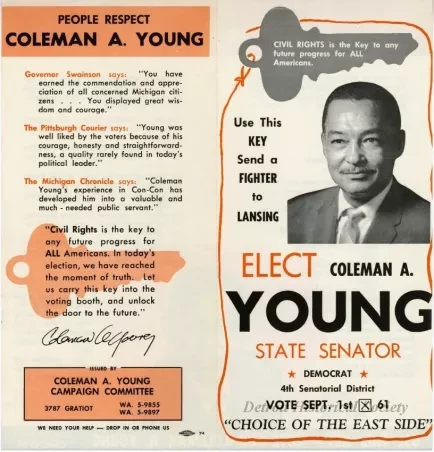 PEOPLE RESPECT
COLEMAN A. YOUNG
Governor Swainson says: "You have
earned the commendation and appre-
ciation of all concerned Michigan citi-
zens . . . You displayed great wis-
dom and courage."
The Pittsburgh Courier says: "Young was
well liked by the voters because of his
courage, honesty and straightforward-
ness, a quality rarely found in today's
political leader."
The Michigan Chronicle says: "Coleman
Young's experience in Con-Con has
developed him into a valuable and
much - needed public servant."
"Civil Rights is the key to
any future progress for
ALL Americans. In today's
election, we have reached
the moment of truth. Let
us carry this key into the
voting booth, and unlock
the door to the future."
Coleman A Young
ISSUED BY
COLEMAN A. YOUNG
CAMPAIGN COMMITTEE
3787 GRATIOT
WA. 5-9855
WA. 5-9897
WE NEED YOUR HELP — DROP IN OR PHONE US
CIVIL RIGHTS is the Key to any
future progress for ALL
Americans.
Use This
KEY
Send a
FIGHTER
to
LANSING
ELECT COLEMAN A.
YOUNG
STATE SENATOR
★ DEMOCRAT ★
4th Senatorial District
VOTE SEPT. 1st ☒ 61
Detroit Historical Society
"CHOICE OF THE EAST SIDE"